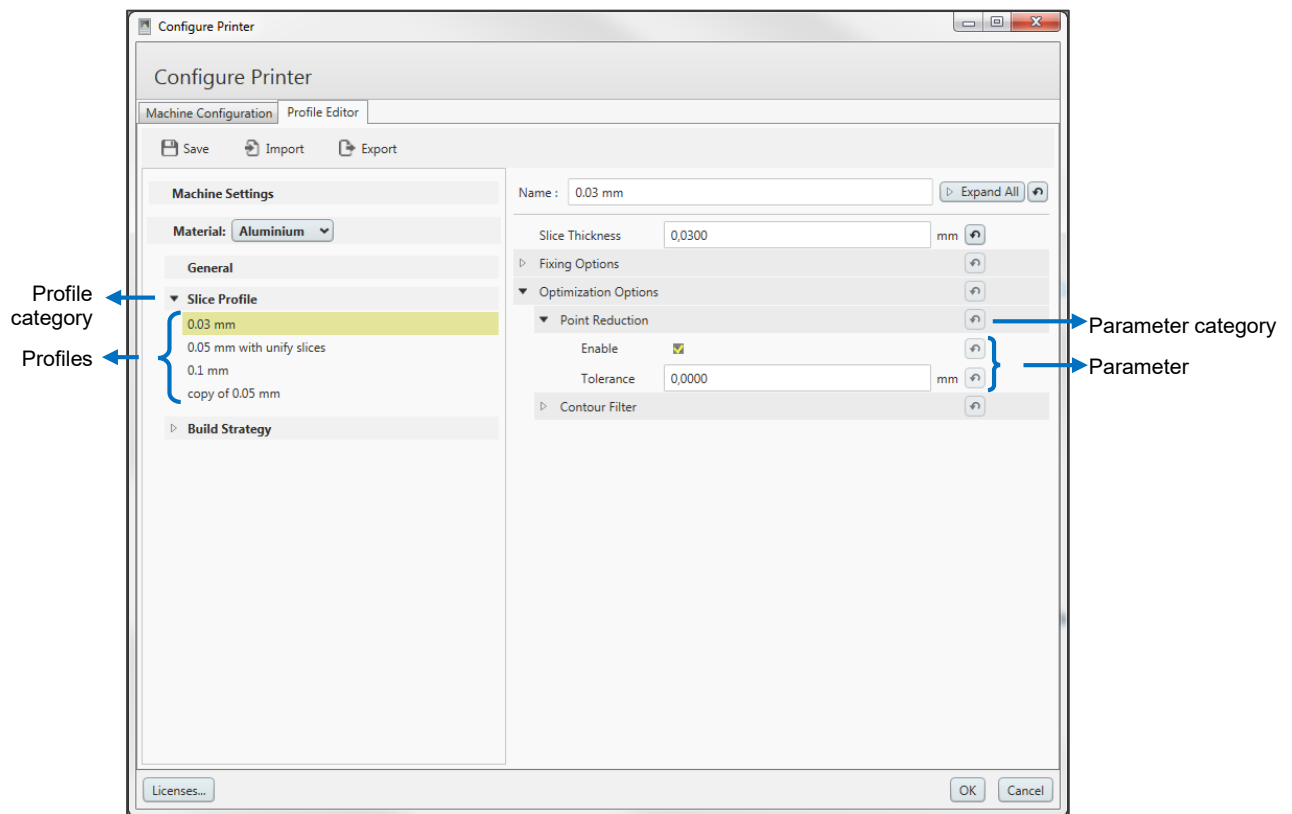 Configure Printer
Configure Printer
Machine Configuration Profile Editor
Save Import Export
Machine Settings
Name : 0.03 mm Expand All
Material: Aluminium
Slice Thickness 0,0300 mm
General
Fixing Options
Profile category
Slice Profile
Optimization Options
0.03 mm
Point Reduction
Parameter category
Profiles
0.05 mm with unify slices
Enable
0.1 mm
Parameter
Tolerance 0,0000 mm
copy of 0.05 mm
Contour Filter
Build Strategy
Licenses... OK Cancel